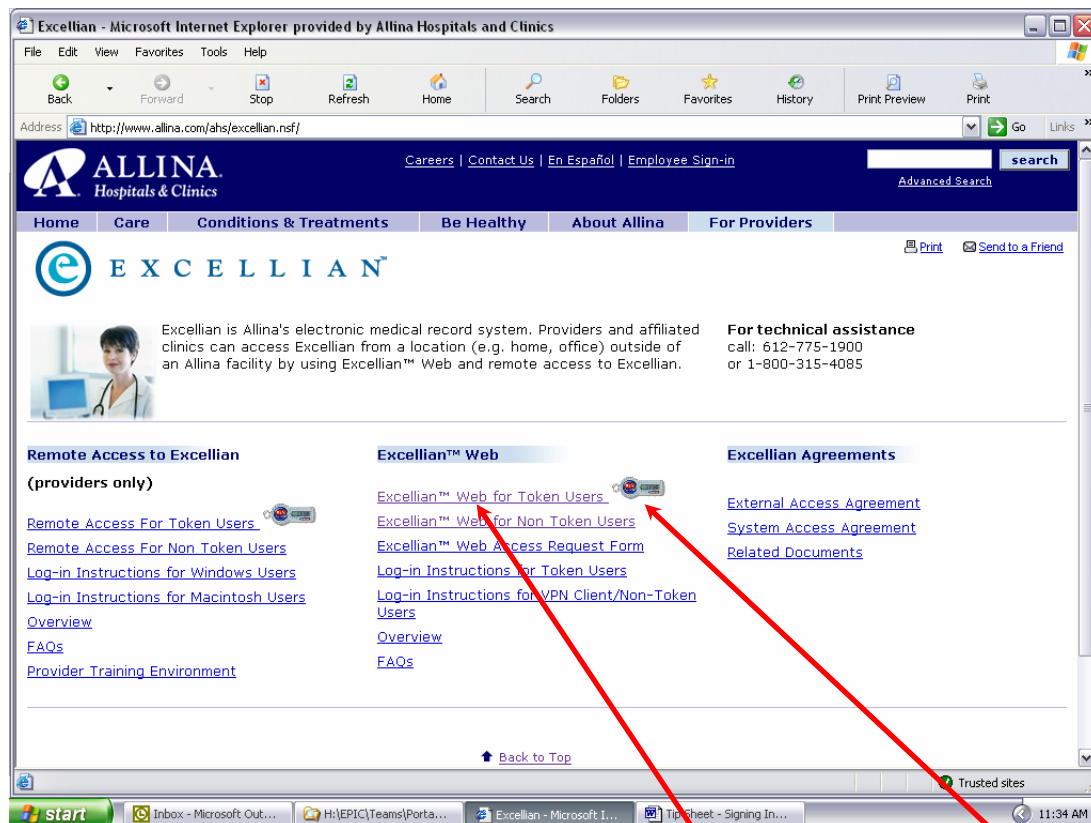 Excellian - Microsoft Internet Explorer provided by Allina Hospitals and Clinics
File Edit View Favorites Tools Help
Back Forward Stop Refresh Home Search Folders Favorites History Print Preview Print
Address http://www.allina.com/ahs/excellian.nsf/ Go Links
ALLINA.
Hospitals & Clinics
Careers | Contact Us | En Español | Employee Sign-in
search
Advanced Search
Home Care Conditions & Treatments Be Healthy About Allina For Providers
Print Send to a Friend
EXCELLIAN™
Excellian is Allina's electronic medical record system. Providers and affiliated
clinics can access Excellian from a location (e.g. home, office) outside of
an Allina facility by using Excellian™ Web and remote access to Excellian.
For technical assistance
call: 612-775-1900
or 1-800-315-4085
Remote Access to Excellian
(providers only)
Remote Access For Token Users
Remote Access For Non Token Users
Log-in Instructions for Windows Users
Log-in Instructions for Macintosh Users
Overview
FAQs
Provider Training Environment
Excellian™ Web
Excellian™ Web for Token Users
Excellian™ Web for Non Token Users
Excellian™ Web Access Request Form
Log-in Instructions for Token Users
Log-in Instructions for VPN Client/Non-Token
Users
Overview
FAQs
Excellian Agreements
External Access Agreement
System Access Agreement
Related Documents
Back to Top
Trusted sites
start Inbox - Microsoft Out... H:\EPIC\Teams\Porta... Excellian - Microsoft I... Tip Sheet - Signing In... 11:34 AM